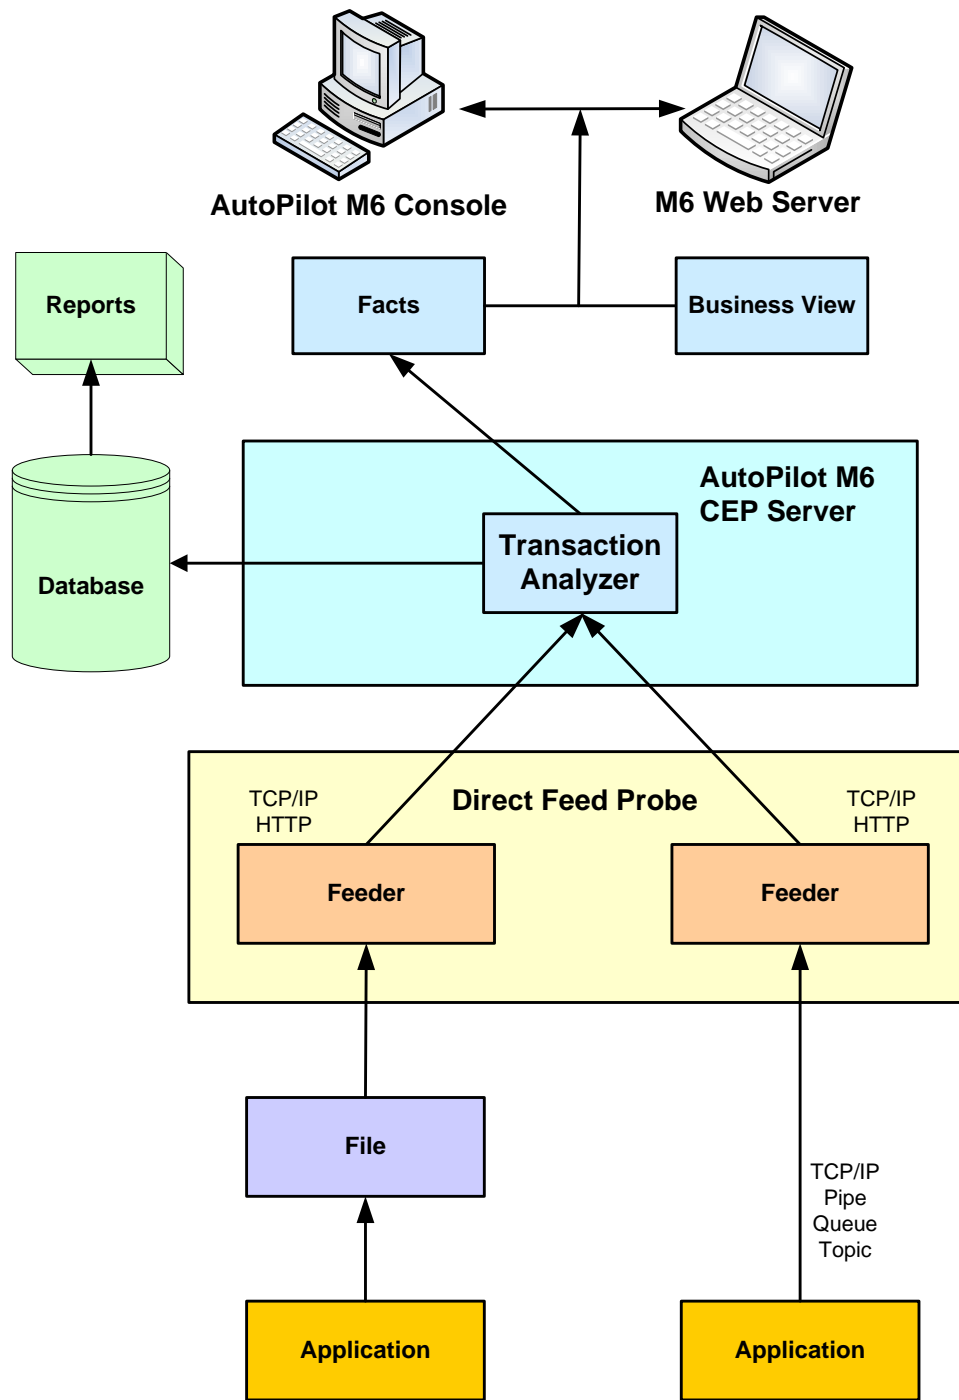 AutoPilot M6 Console
M6 Web Server
Reports
Facts
Business View
AutoPilot M6
CEP Server
Transaction
Analyzer
Database
Direct Feed Probe
TCP/IP
HTTP
TCP/IP
HTTP
Feeder
Feeder
File
TCP/IP
Pipe
Queue
Topic
Application
Application